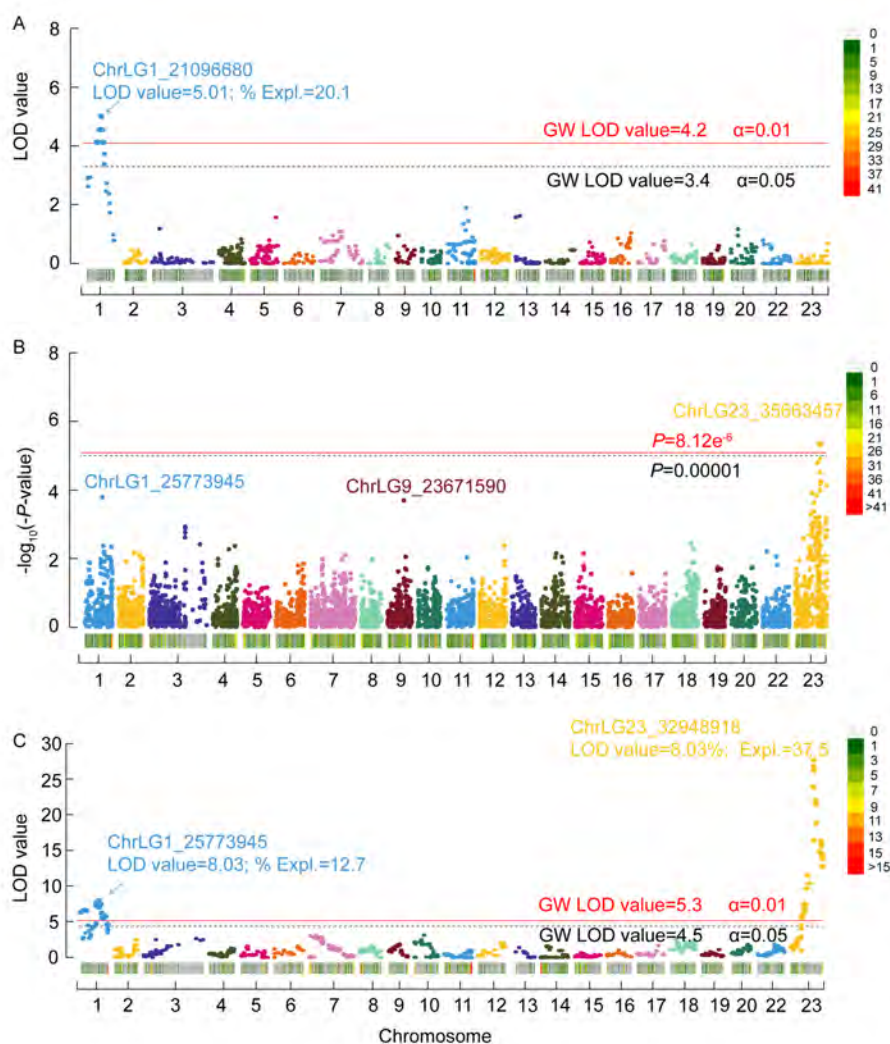 A
8
6
4
2
0
LOD value
ChrLG1_21096680
LOD value=5.01; % Expl.=20.1
GW LOD value=4.2 α=0.01
GW LOD value=3.4 α=0.05
0
1
5
9
13
17
21
25
29
33
37
41
1 2 3 4 5 6 7 8 9 10 11 12 13 14 15 16 17 18 19 20 22 23
B
8
6
4
2
0
-log10(-P-value)
ChrLG23_35663457
P=8.12e-6
P=0.00001
ChrLG1_25773945
ChrLG9_23671590
0
1
6
11
16
21
26
31
36
41
>41
1 2 3 4 5 6 7 8 9 10 11 12 13 14 15 16 17 18 19 20 22 23
C
30
25
20
15
10
5
0
LOD value
ChrLG23_32948918
LOD value=8.03%; Expl.=37.5
ChrLG1_25773945
LOD value=8.03; % Expl.=12.7
GW LOD value=5.3 α=0.01
GW LOD value=4.5 α=0.05
0
1
3
5
7
9
11
13
15
>15
1 2 3 4 5 6 7 8 9 10 11 12 13 14 15 16 17 18 19 20 22 23
Chromosome